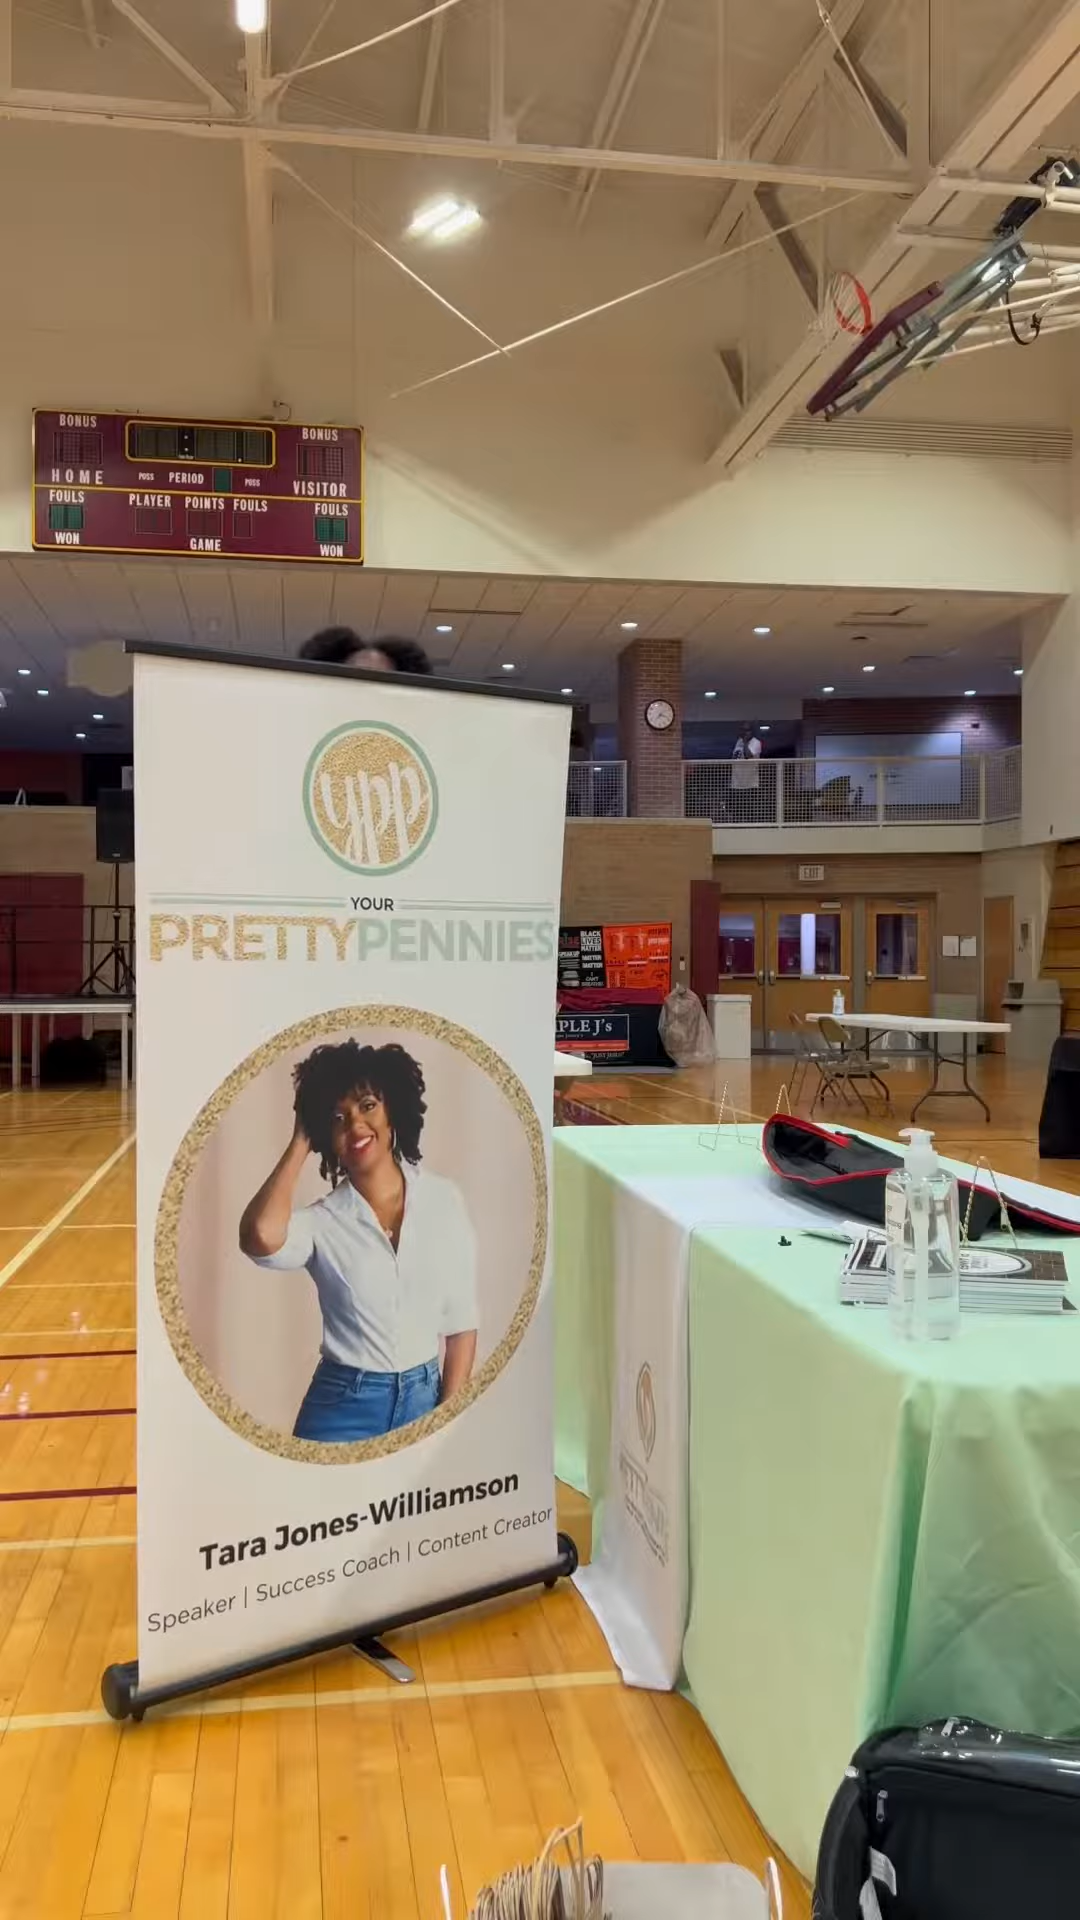 BONUS
BONUS
HOME
POSS
PERIOD
POSS
VISITOR
FOULS
PLAYER
POINTS
FOULS
FOULS
WON
GAME
WON
ypp
YOUR
PRETTYPENNIES
EXIT
BLACK
LIVES
MATTER
PLE J's
Tara Jones-Williamson
Speaker | Success Coach | Content Creator